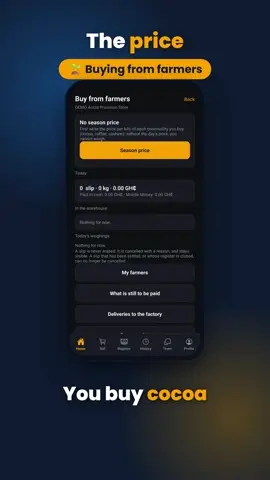 The price
Buying from farmers
Buy from farmers
Back
No season price
Season price
Today
0 slip · 0 kg · 0.00 GH₵
In the warehouse
Nothing for now.
Today's weighings
Nothing for now.
My farmers
What is still to be paid
Deliveries to the factory
Home
Sell
Register
History
Team
Profile
You buy cocoa